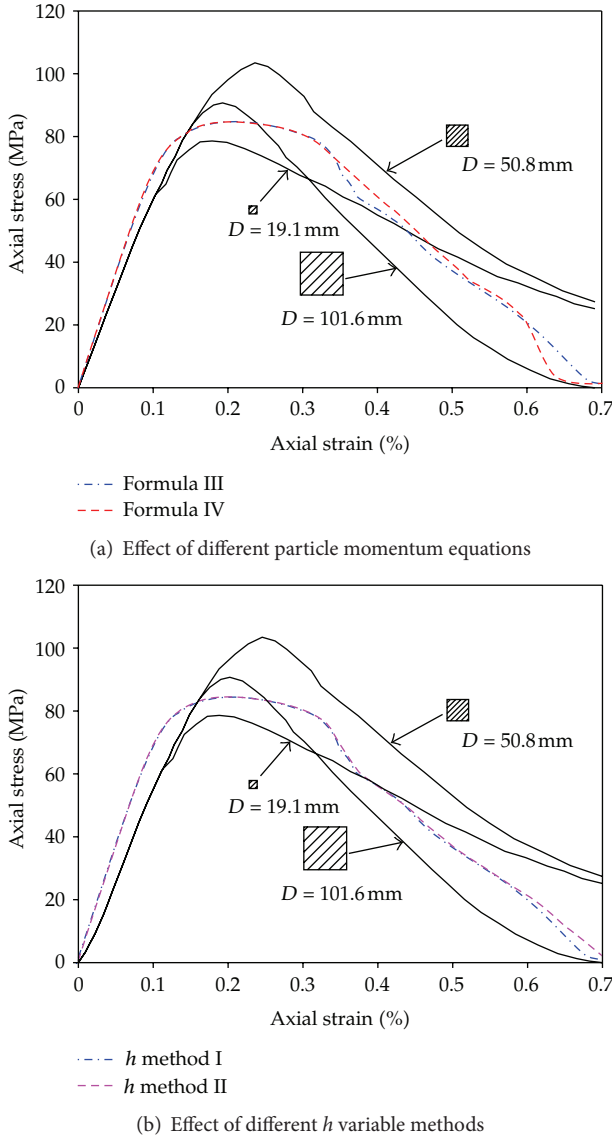 120
100
80
60
40
20
0
Axial stress (MPa)
D = 50.8 mm
D = 19.1 mm
D = 101.6 mm
0 0.1 0.2 0.3 0.4 0.5 0.6 0.7
Axial strain (%)
Formula III
Formula IV
(a) Effect of different particle momentum equations
120
100
80
60
40
20
0
Axial stress (MPa)
D = 50.8 mm
D = 19.1 mm
D = 101.6 mm
0 0.1 0.2 0.3 0.4 0.5 0.6 0.7
Axial strain (%)
h method I
h method II
(b) Effect of different h variable methods